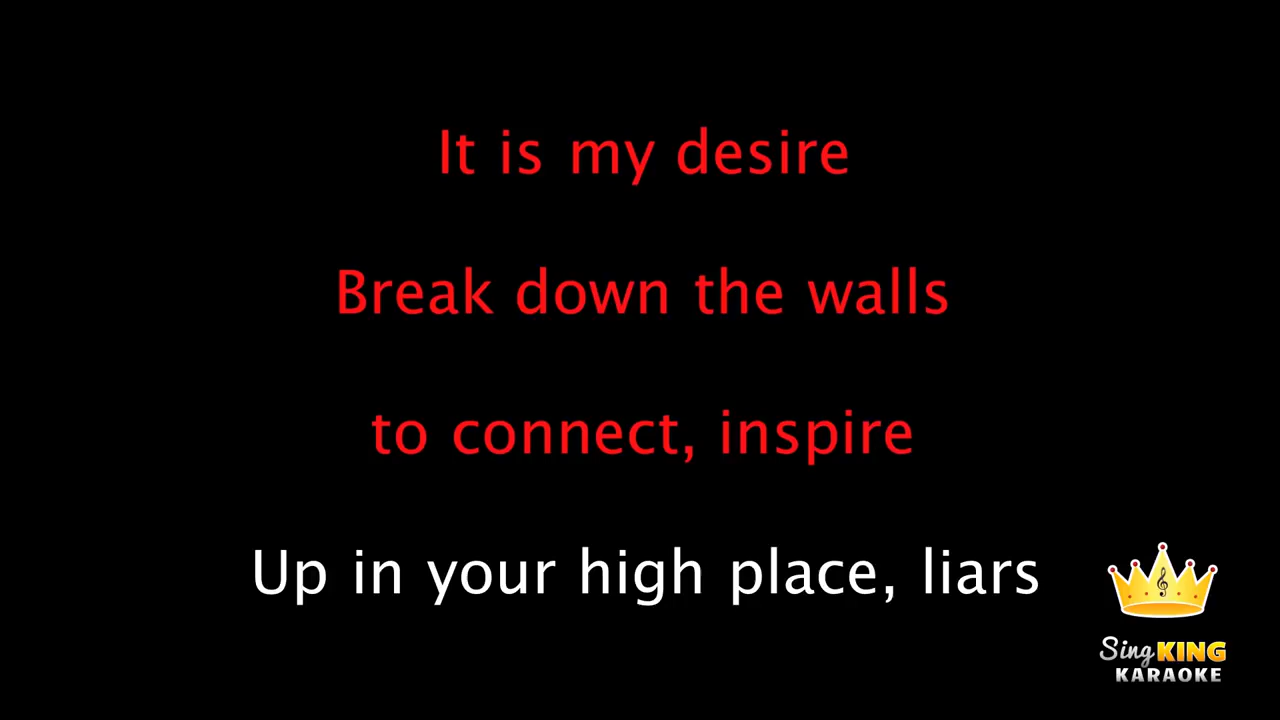 It is my desire
Break down the walls
to connect, inspire
Up in your high place, liars
Sing KING
KARAOKE